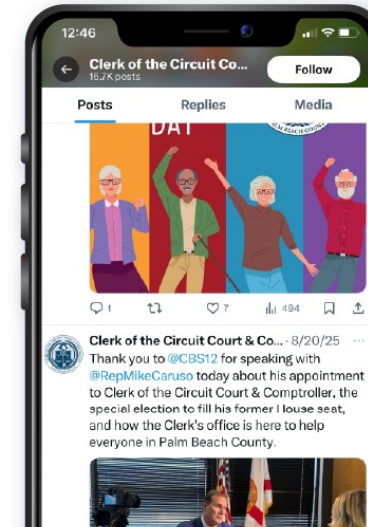 12:46
Clerk of the Circuit Co...
16.7K posts
Follow
Posts Replies Media
DAY
PALM BEACH COUNTY
1 7 494
Clerk of the Circuit Court & Co... · 8/20/25 ...
Thank you to @CBS12 for speaking with
@RepMikeCaruso today about his appointment
to Clerk of the Circuit Court & Comptroller, the
special election to fill his former House seat,
and how the Clerk's office is here to help
everyone in Palm Beach County.